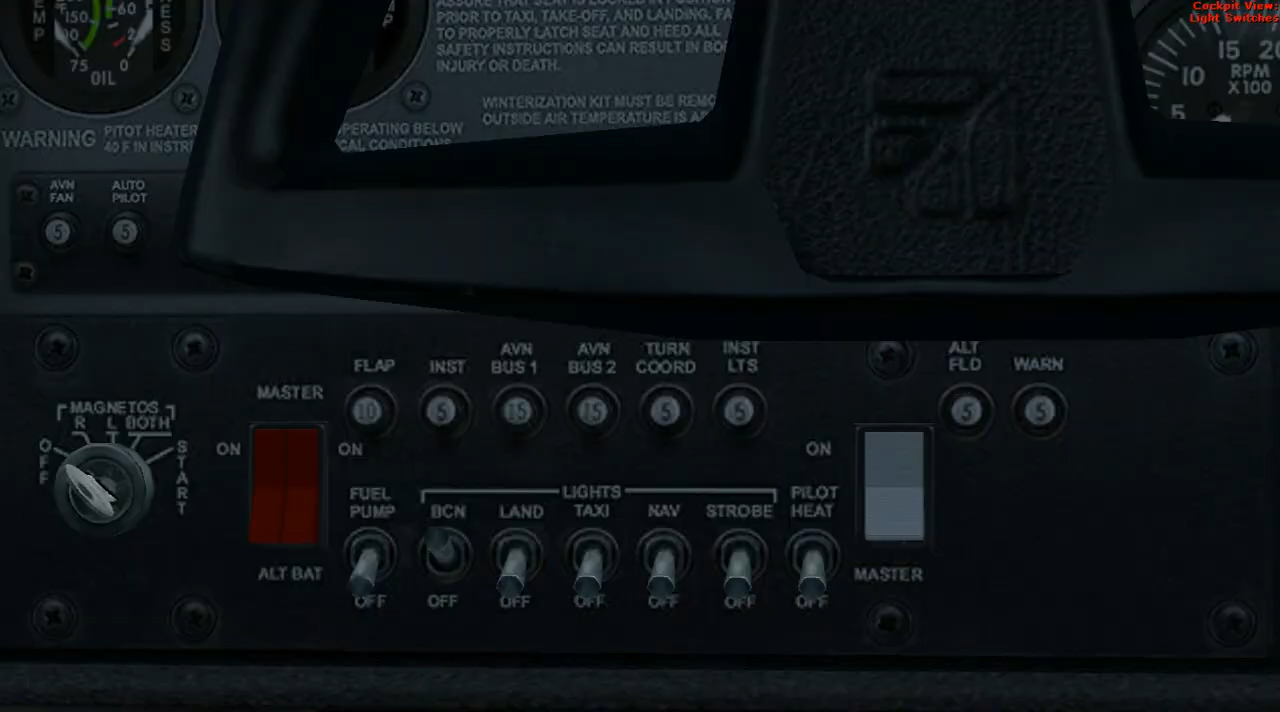 Cockpit View:
Light Switches
ASSURE THAT SEAT IS LOCKED IN
PRIOR TO TAXI, TAKE-OFF, AND LANDING. FA
TO PROPERLY LATCH SEAT AND HEED ALL
SAFETY INSTRUCTIONS CAN RESULT IN BO
INJURY OR DEATH.
WINTERIZATION KIT MUST BE REMO
OUTSIDE AIR TEMPERATURE IS A
150
60
75 0
OIL
15 20
10 RPM
X100
5
WARNING PITOT HEATER
40 F IN INSTR
OPERATING BELOW
CAL CONDITIONS
AVN
FAN
AUTO
PILOT
5 5
FLAP INST AVN
BUS 1 AVN
BUS 2 TURN
COORD INST
LTS ALT
FLD WARN
10 5 15 15 5 5 5 5
MAGNETOS
OFF R L BOTH START
MASTER
ON ON
ALT BAT
FUEL
PUMP
LIGHTS
BCN LAND TAXI NAV STROBE
PILOT
HEAT
ON
MASTER
OFF OFF OFF OFF OFF OFF OFF